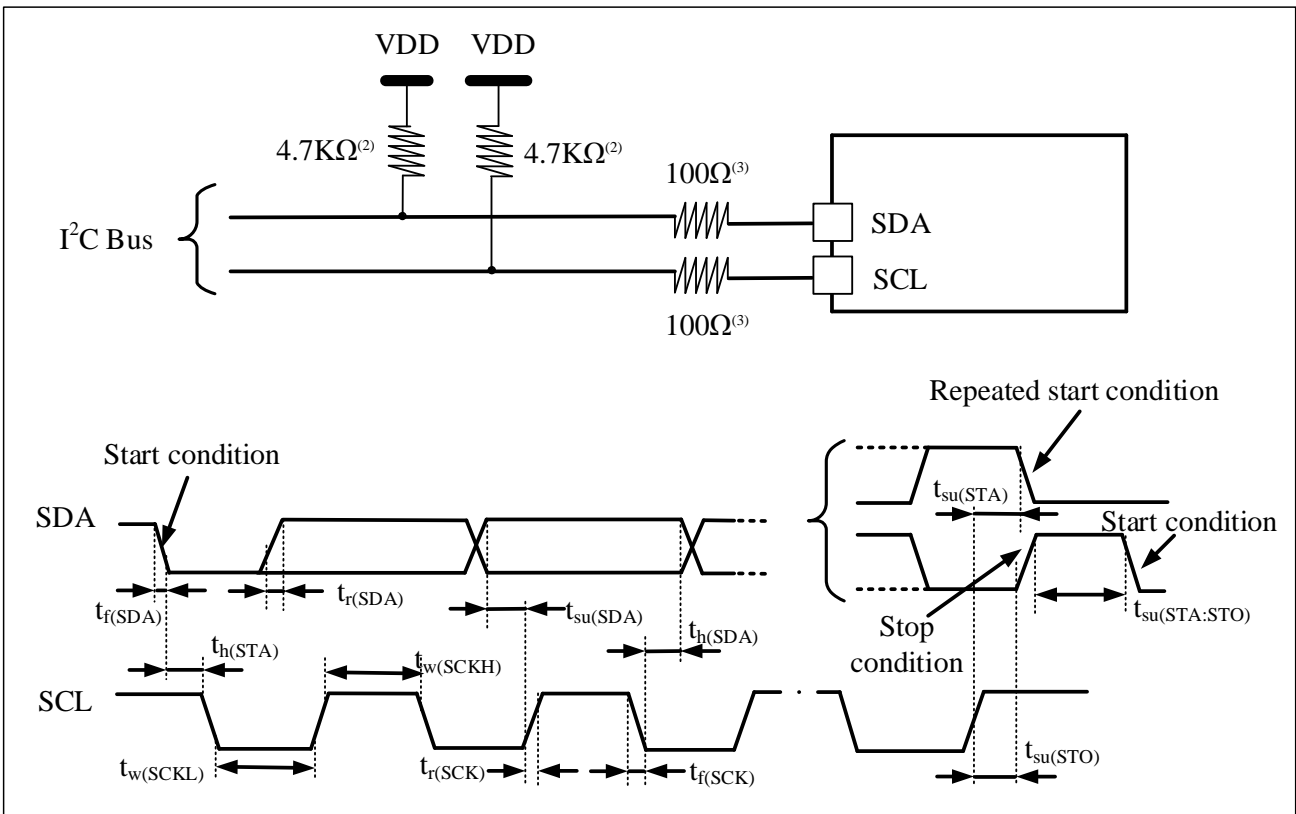 VDD VDD
4.7KΩ(2) 4.7KΩ(2)
100Ω(3)
I2C Bus
SDA
SCL
100Ω(3)
Repeated start condition
Start condition
tsu(STA)
SDA
Start condition
tf(SDA) tr(SDA) tsu(SDA) th(SDA) tsu(STA:STO)
Stop
condition
th(STA) tw(SCKH)
SCL
tw(SCKL) tr(SCK) tf(SCK) tsu(STO)